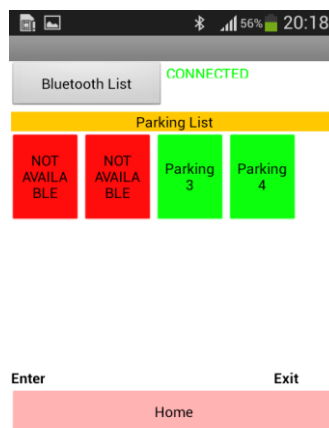 56% 20:18
Bluetooth List
CONNECTED
Parking List
NOT
AVAILA
BLE
NOT
AVAILA
BLE
Parking
3
Parking
4
Enter
Exit
Home